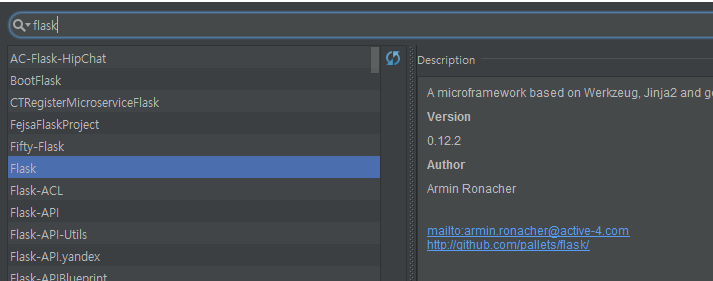 flask
AC-Flask-HipChat
BootFlask
CTRegisterMicroserviceFlask
FejsaFlaskProject
Fifty-Flask
Flask
Flask-ACL
Flask-API
Flask-API-Utils
Flask-API.yandex
Flask-APIBlueprint
Description
A microframework based on Werkzeug, Jinja2 and
Version
0.12.2
Author
Armin Ronacher
mailto:armin.ronacher@active-4.com
http://github.com/pallets/flask/